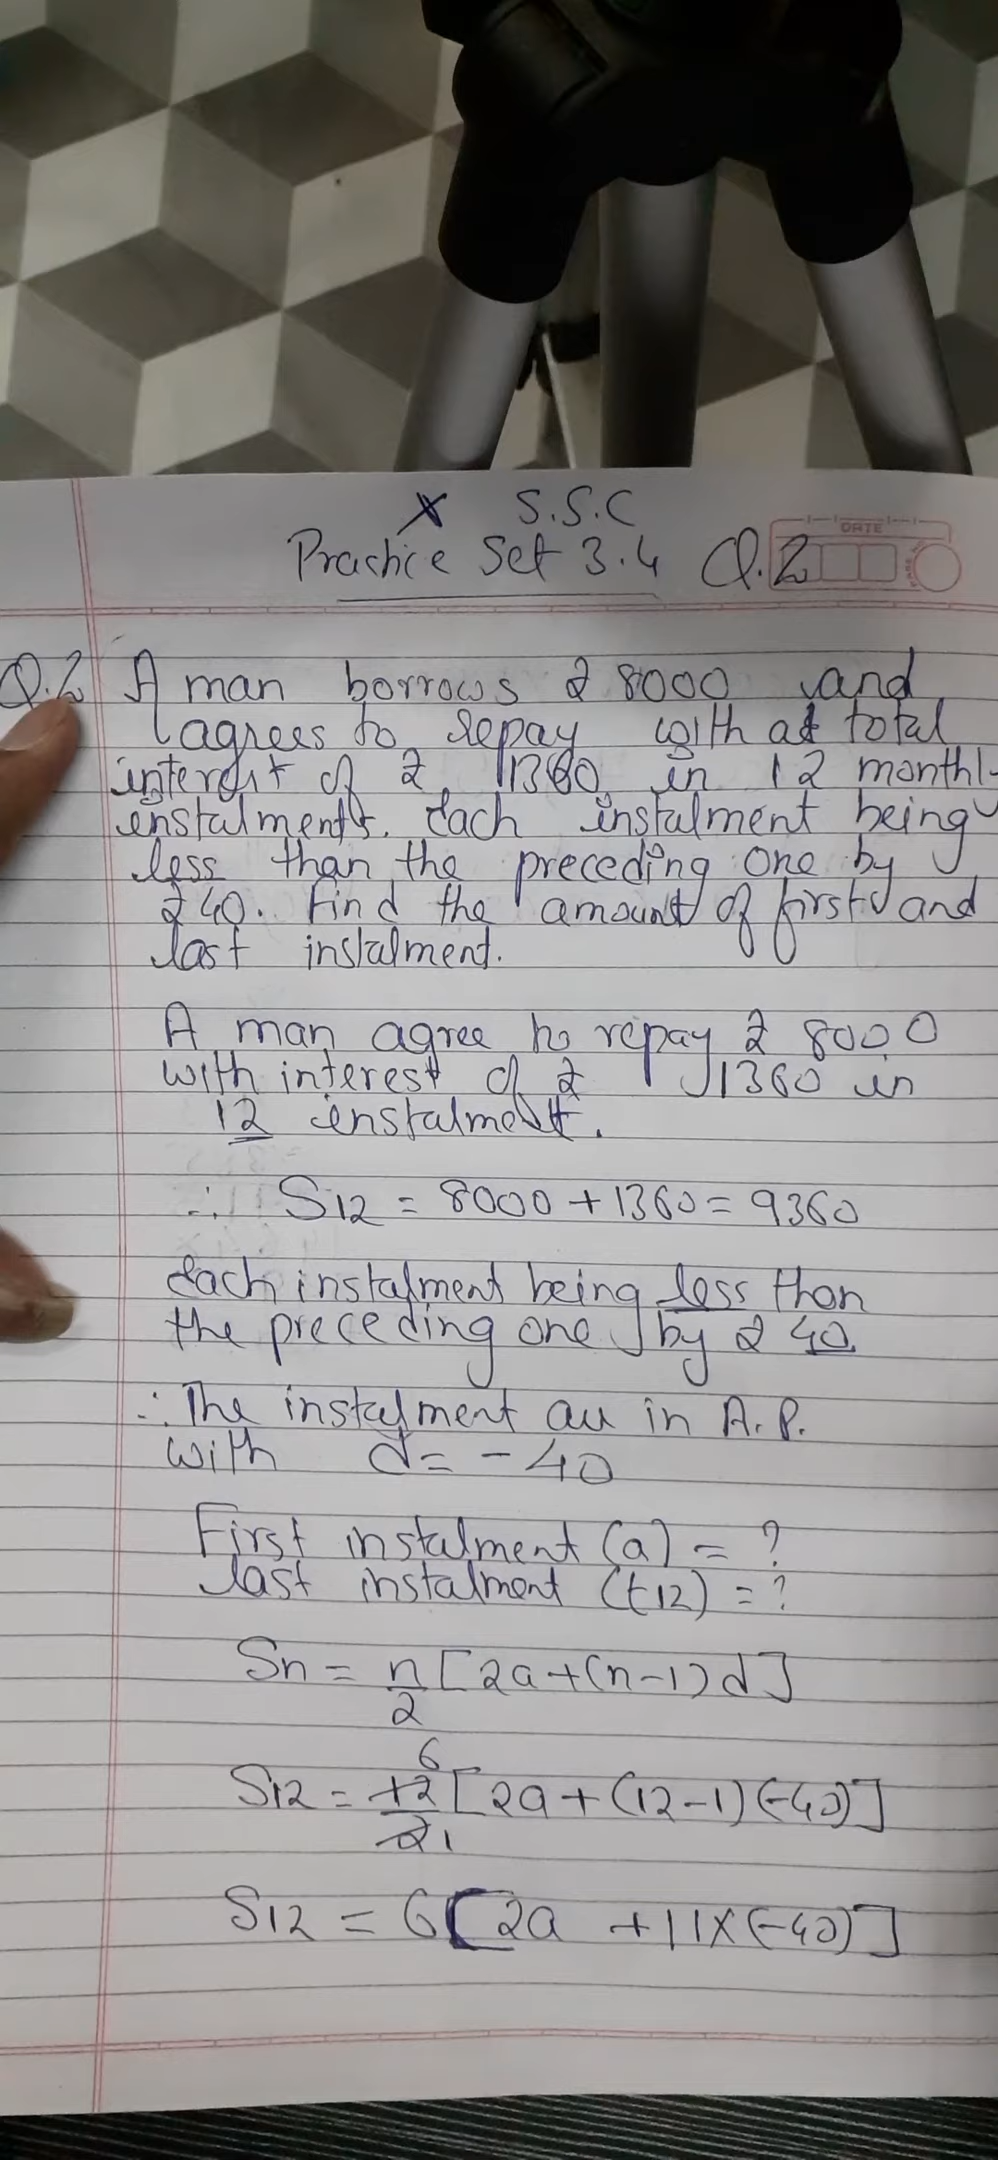 X S.S.C
Practice Set 3.4 Q.2
DATE
Q.2 A man borrows ₹ 8000 and
agrees to repay with a total
interest of ₹ 1360 in 12 monthl-
instalments. Each instalment being
less than the preceding one by
₹ 40. Find the amount of first and
last instalment.
A man agree to repay ₹ 8000
with interest of ₹ 1360 in
12 instalment.
∴ S12 = 8000 + 1360 = 9360
Each instalment being less than
the preceding one by ₹ 40.
∴ The instalment are in A.P.
with d = - 40
First instalment (a) = ?
last instalment (t12) = ?
Sn = n/2 [2a + (n-1) d]
6
S12 = 12/2 [2a + (12-1) (-40)]
1
S12 = 6 [2a + 11 x (-40)]